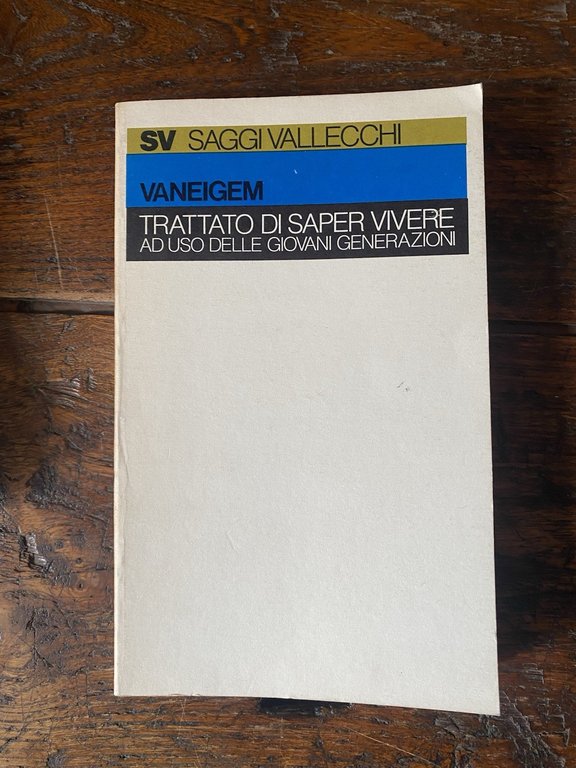 SV SAGGI VALLECCHI
VANEIGEM
TRATTATO DI SAPER VIVERE
AD USO DELLE GIOVANI GENERAZIONI